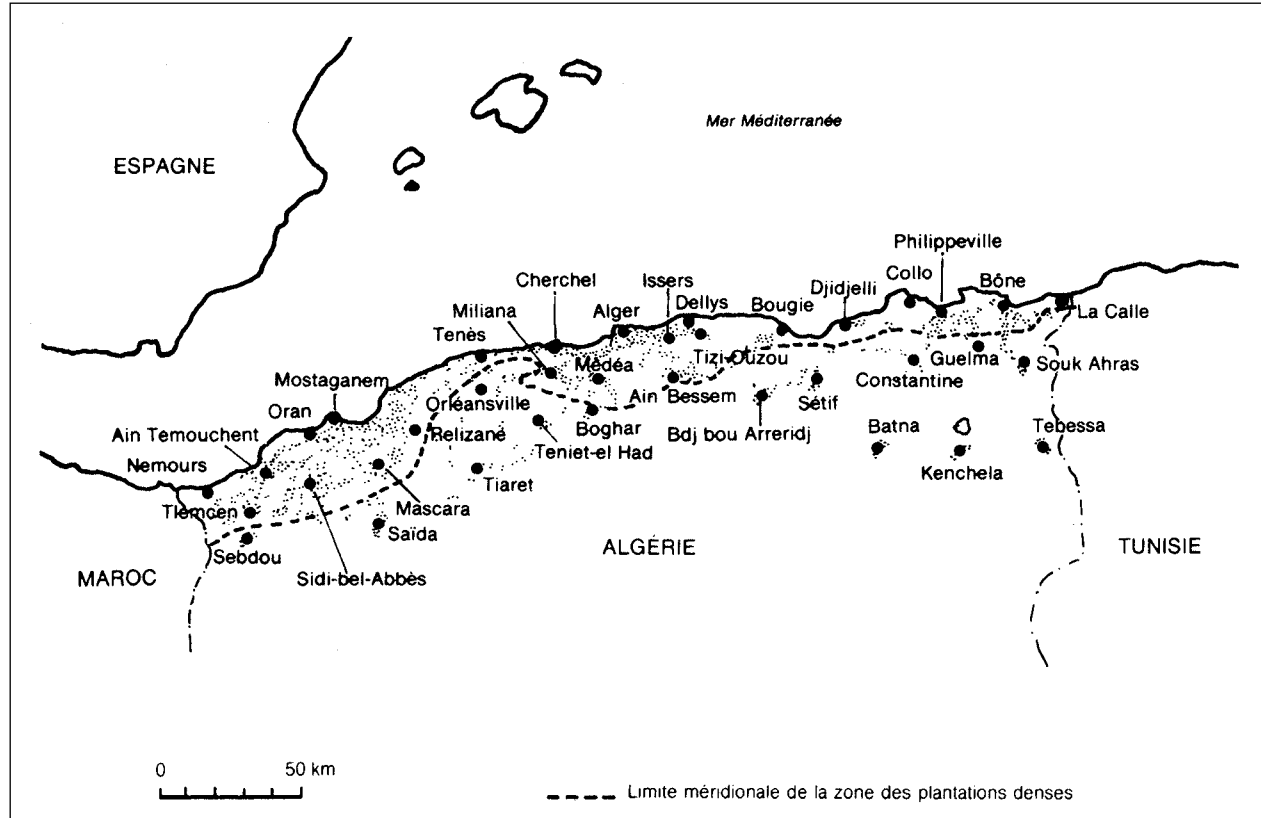 Mer Méditerranée
ESPAGNE
Philippeville
Collo
Bône
Cherchel
Issers
Djidjelli
Miliana
Alger
Dellys
Bougie
La Calle
Tenès
Mèdéa
Tizi-Ouzou
Guelma
Souk Ahras
Constantine
Mostaganem
Orléansville
Ain Bessem
Sétif
Oran
Relizane
Boghar
Bdj bou Arreridj
Batna
Tebessa
Ain Temouchent
Teniet-el Had
Nemours
Kenchela
Tiaret
Tlemcen
Mascara
Saïda
Sebdou
ALGÉRIE
TUNISIE
MAROC
Sidi-bel-Abbès
0 50 km
Limite méridionale de la zone des plantations denses